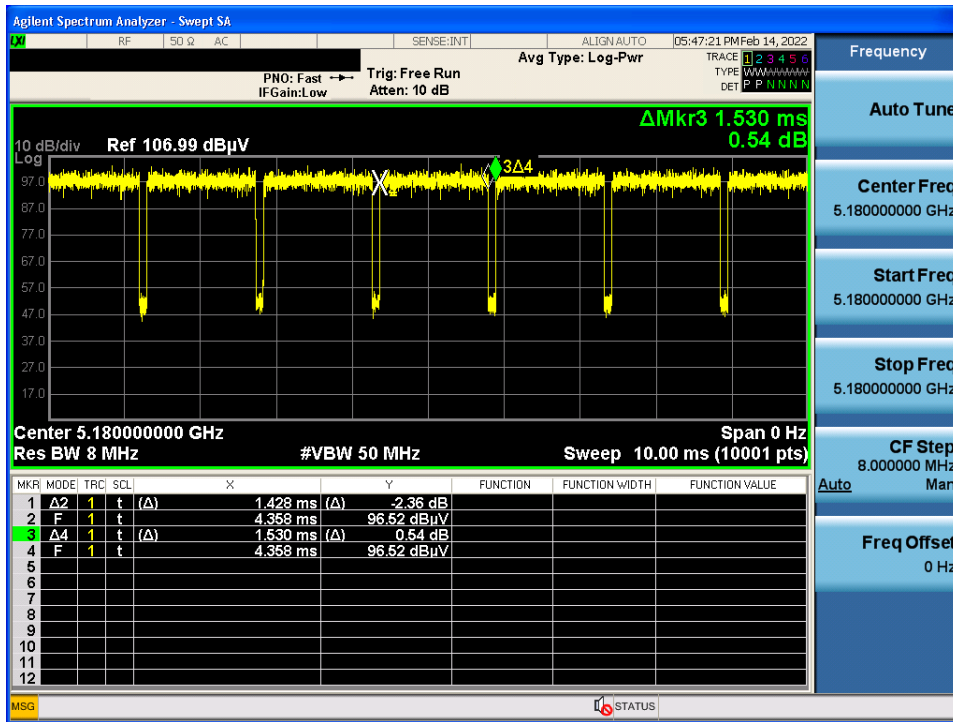 Agilent Spectrum Analyzer - Swept SA
LXI RF 50 Ω AC SENSE:INT ALIGN AUTO 05:47:21 PM Feb 14, 2022
Frequency
Avg Type: Log-Pwr
TRACE 1 2 3 4 5 6
PNO: Fast Trig: Free Run
TYPE WWWWWWW
IFGain:Low Atten: 10 dB
DET P P N N N N
Auto Tune
ΔMkr3 1.530 ms
0.54 dB
10 dB/div Ref 106.99 dBµV
Log
3Δ4
97.0
87.0
77.0
67.0
57.0
47.0
37.0
27.0
17.0
Center Freq
5.180000000 GHz
Start Freq
5.180000000 GHz
Stop Freq
5.180000000 GHz
Center 5.180000000 GHz Span 0 Hz
Res BW 8 MHz #VBW 50 MHz Sweep 10.00 ms (10001 pts)
CF Step
8.000000 MHz
Auto Man
MKR MODE TRC SCL X Y FUNCTION FUNCTION WIDTH FUNCTION VALUE
1 Δ2 1 t (Δ) 1.428 ms (Δ) -2.36 dB
2 F 1 t 4.358 ms 96.52 dBµV
3 Δ4 1 t (Δ) 1.530 ms (Δ) 0.54 dB
4 F 1 t 4.358 ms 96.52 dBµV
5
6
7
8
9
10
11
12
Freq Offset
0 Hz
MSG STATUS